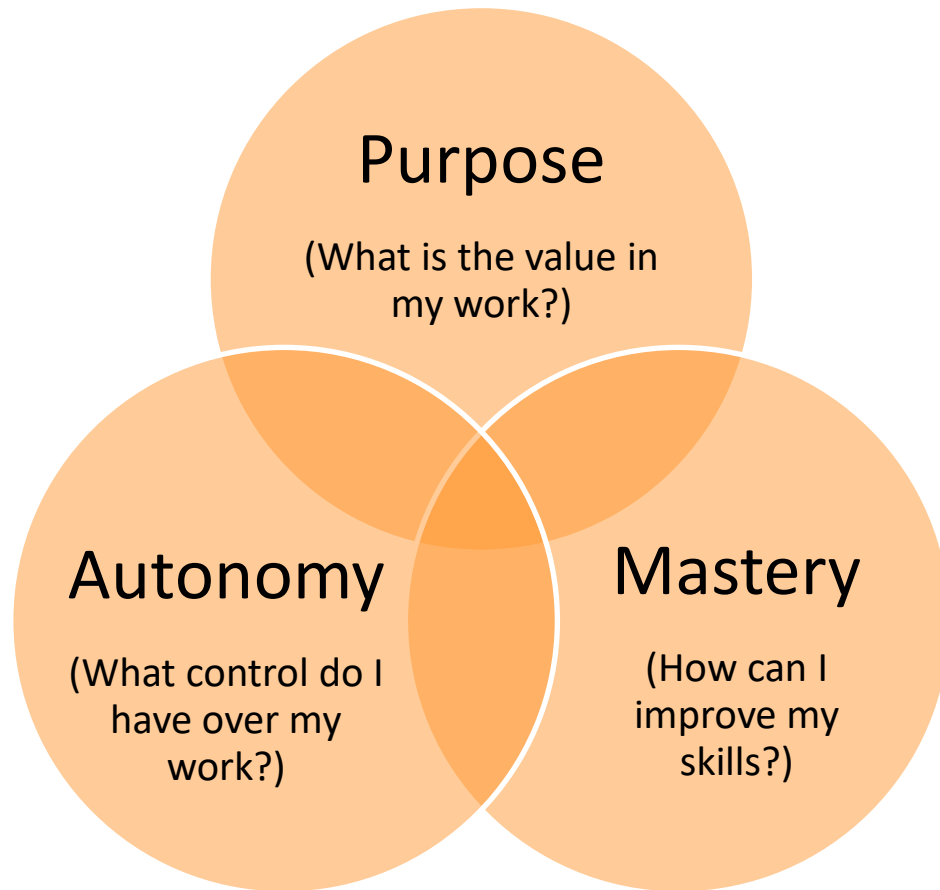 Purpose
(What is the value in
my work?)
Autonomy
(What control do I
have over my
work?)
Mastery
(How can I
improve my
skills?)